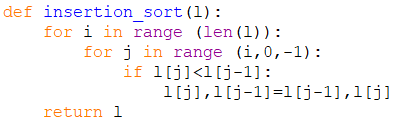 def insertion_sort(l):
    for i in range (len(l)):
        for j in range (i,0,-1):
            if l[j]<l[j-1]:
                l[j],l[j-1]=l[j-1],l[j]
    return l